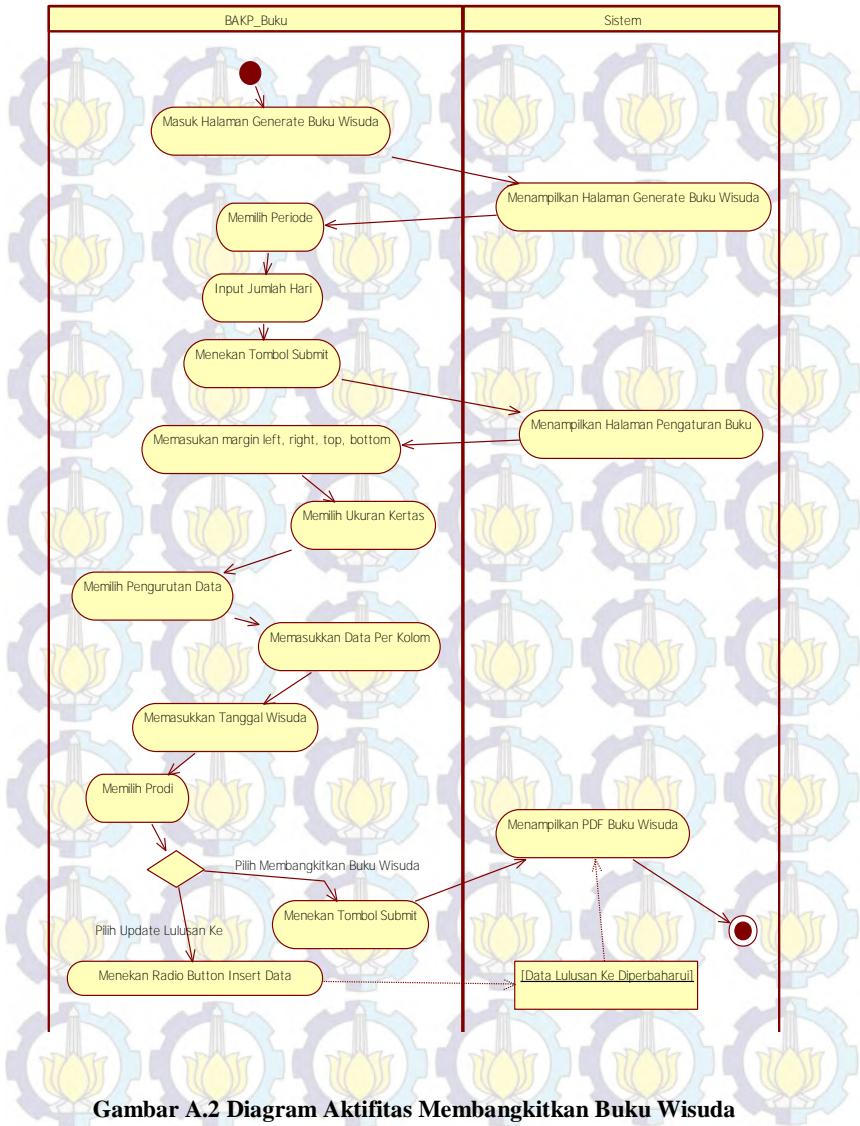 BAKP_Buku
Sistem
Masuk Halaman Generate Buku Wisuda
Menampilkan Halaman Generate Buku Wisuda
Memilih Periode
Input Jumlah Hari
Menekan Tombol Submit
Menampilkan Halaman Pengaturan Buku
Memasukan margin left, right, top, bottom
Memilih Ukuran Kertas
Memilih Pengurutan Data
Memasukkan Data Per Kolom
Memasukkan Tanggal Wisuda
Memilih Prodi
Menampilkan PDF Buku Wisuda
Pilih Membangkitkan Buku Wisuda
Menekan Tombol Submit
Pilih Update Lulusan Ke
Menekan Radio Button Insert Data
[Data Lulusan Ke Diperbaharui]
Gambar A.2 Diagram Aktifitas Membangkitkan Buku Wisuda